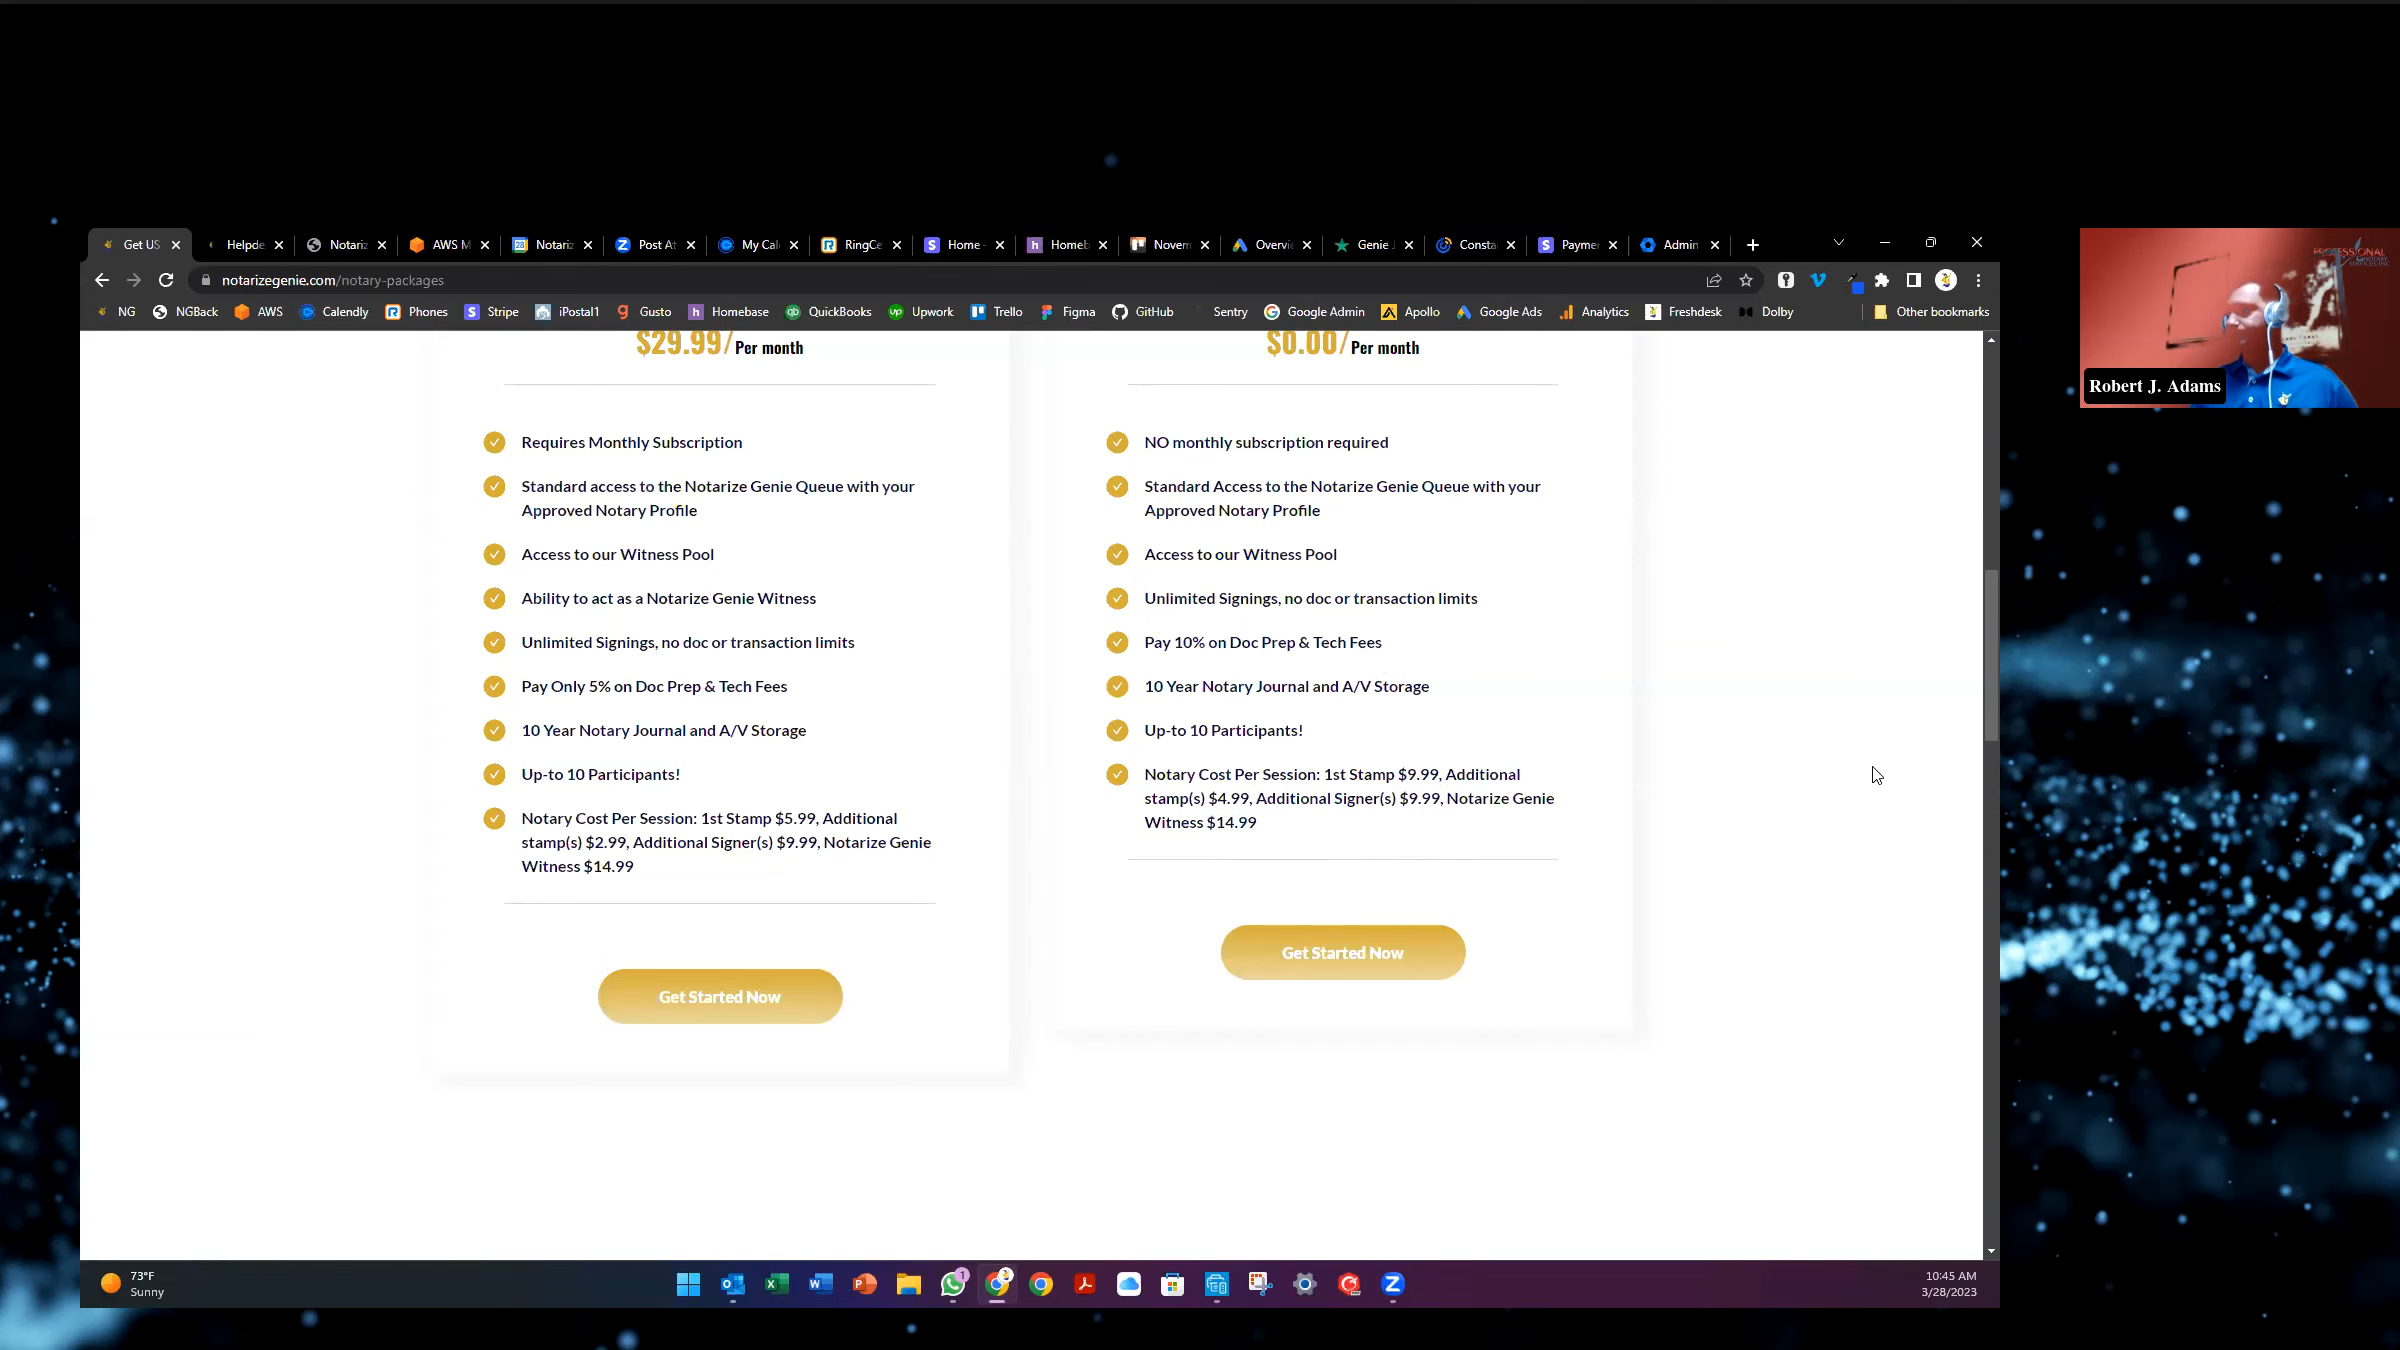 Get US
Helpde
Notariz
AWS M
Notariz
Post At
My Cal
RingCe
Home -
Homeb
Novem
Overvi
Genie J
Consta
Paymer
Admin
notarizegenie.com/notary-packages
NG
NGBack
AWS
Calendly
Phones
Stripe
iPostal1
Gusto
Homebase
QuickBooks
Upwork
Trello
Figma
GitHub
Sentry
Google Admin
Apollo
Google Ads
Analytics
Freshdesk
Dolby
Other bookmarks
$29.99/ Per month
Requires Monthly Subscription
Standard access to the Notarize Genie Queue with your
Approved Notary Profile
Access to our Witness Pool
Ability to act as a Notarize Genie Witness
Unlimited Signings, no doc or transaction limits
Pay Only 5% on Doc Prep & Tech Fees
10 Year Notary Journal and A/V Storage
Up-to 10 Participants!
Notary Cost Per Session: 1st Stamp $5.99, Additional
stamp(s) $2.99, Additional Signer(s) $9.99, Notarize Genie
Witness $14.99
Get Started Now
$0.00/ Per month
NO monthly subscription required
Standard Access to the Notarize Genie Queue with your
Approved Notary Profile
Access to our Witness Pool
Unlimited Signings, no doc or transaction limits
Pay 10% on Doc Prep & Tech Fees
10 Year Notary Journal and A/V Storage
Up-to 10 Participants!
Notary Cost Per Session: 1st Stamp $9.99, Additional
stamp(s) $4.99, Additional Signer(s) $9.99, Notarize Genie
Witness $14.99
Get Started Now
Robert J. Adams
73°F
Sunny
10:45 AM
3/28/2023